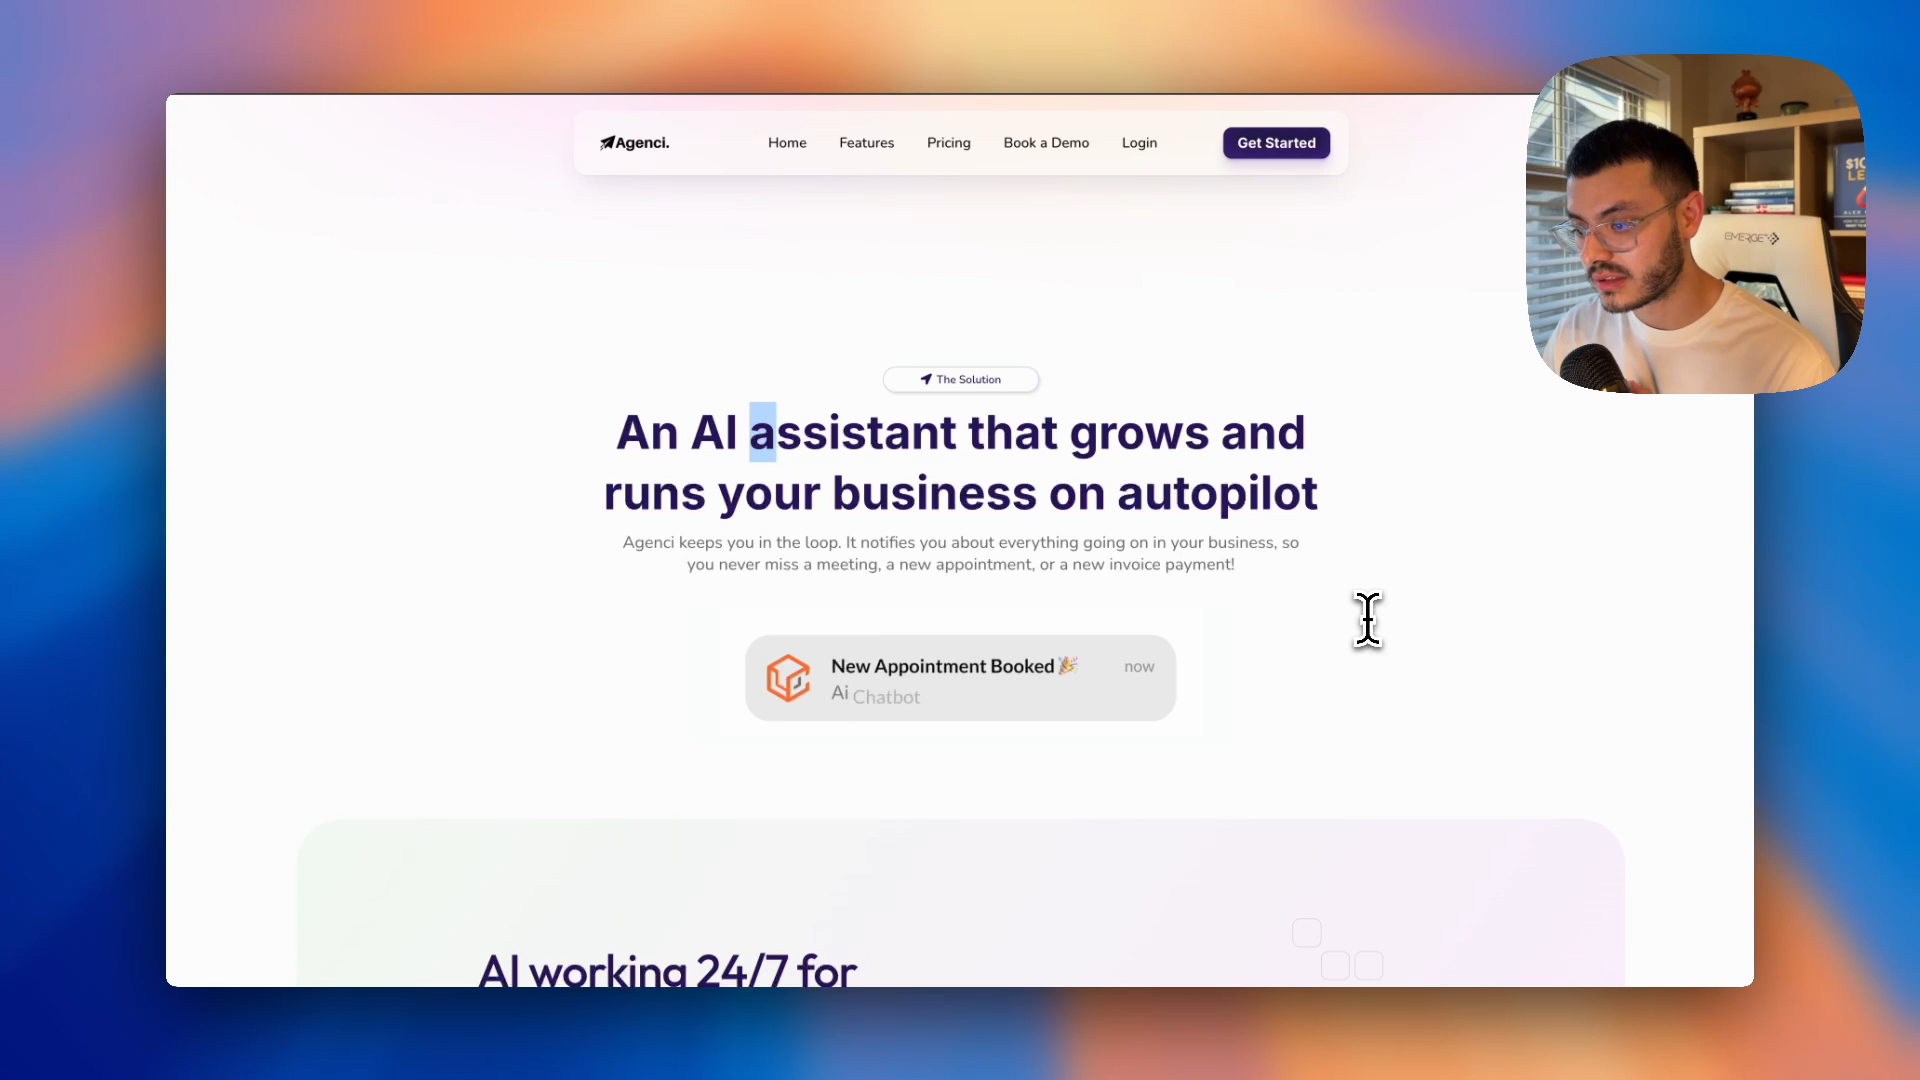 Agenci.
Home
Features
Pricing
Book a Demo
Login
Get Started
EMERGE
The Solution
An AI assistant that grows and
runs your business on autopilot
Agenci keeps you in the loop. It notifies you about everything going on in your business, so
you never miss a meeting, a new appointment, or a new invoice payment!
New Appointment Booked🎉
now
Ai Chatbot
AI working 24/7 for